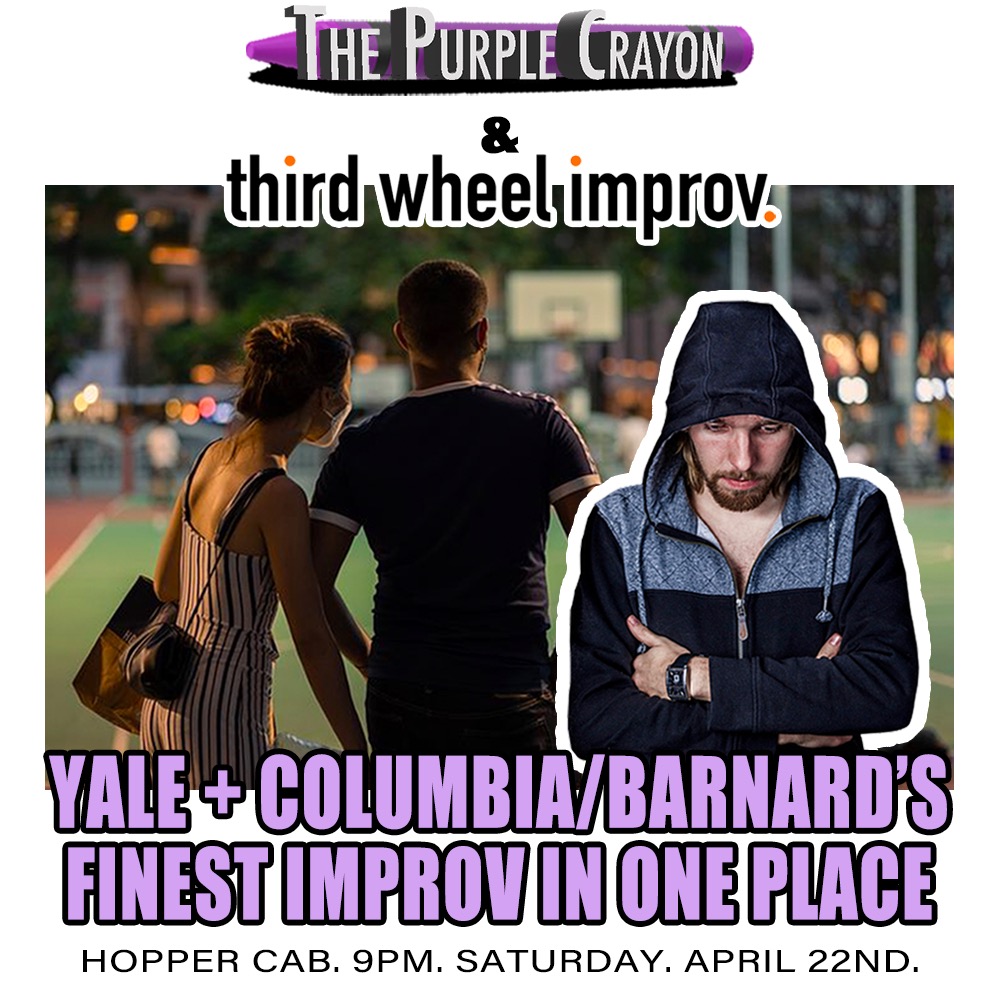 THE PURPLE CRAYON
&
third wheel improv.
YALE + COLUMBIA/BARNARD'S
FINEST IMPROV IN ONE PLACE
HOPPER CAB. 9PM. SATURDAY. APRIL 22ND.